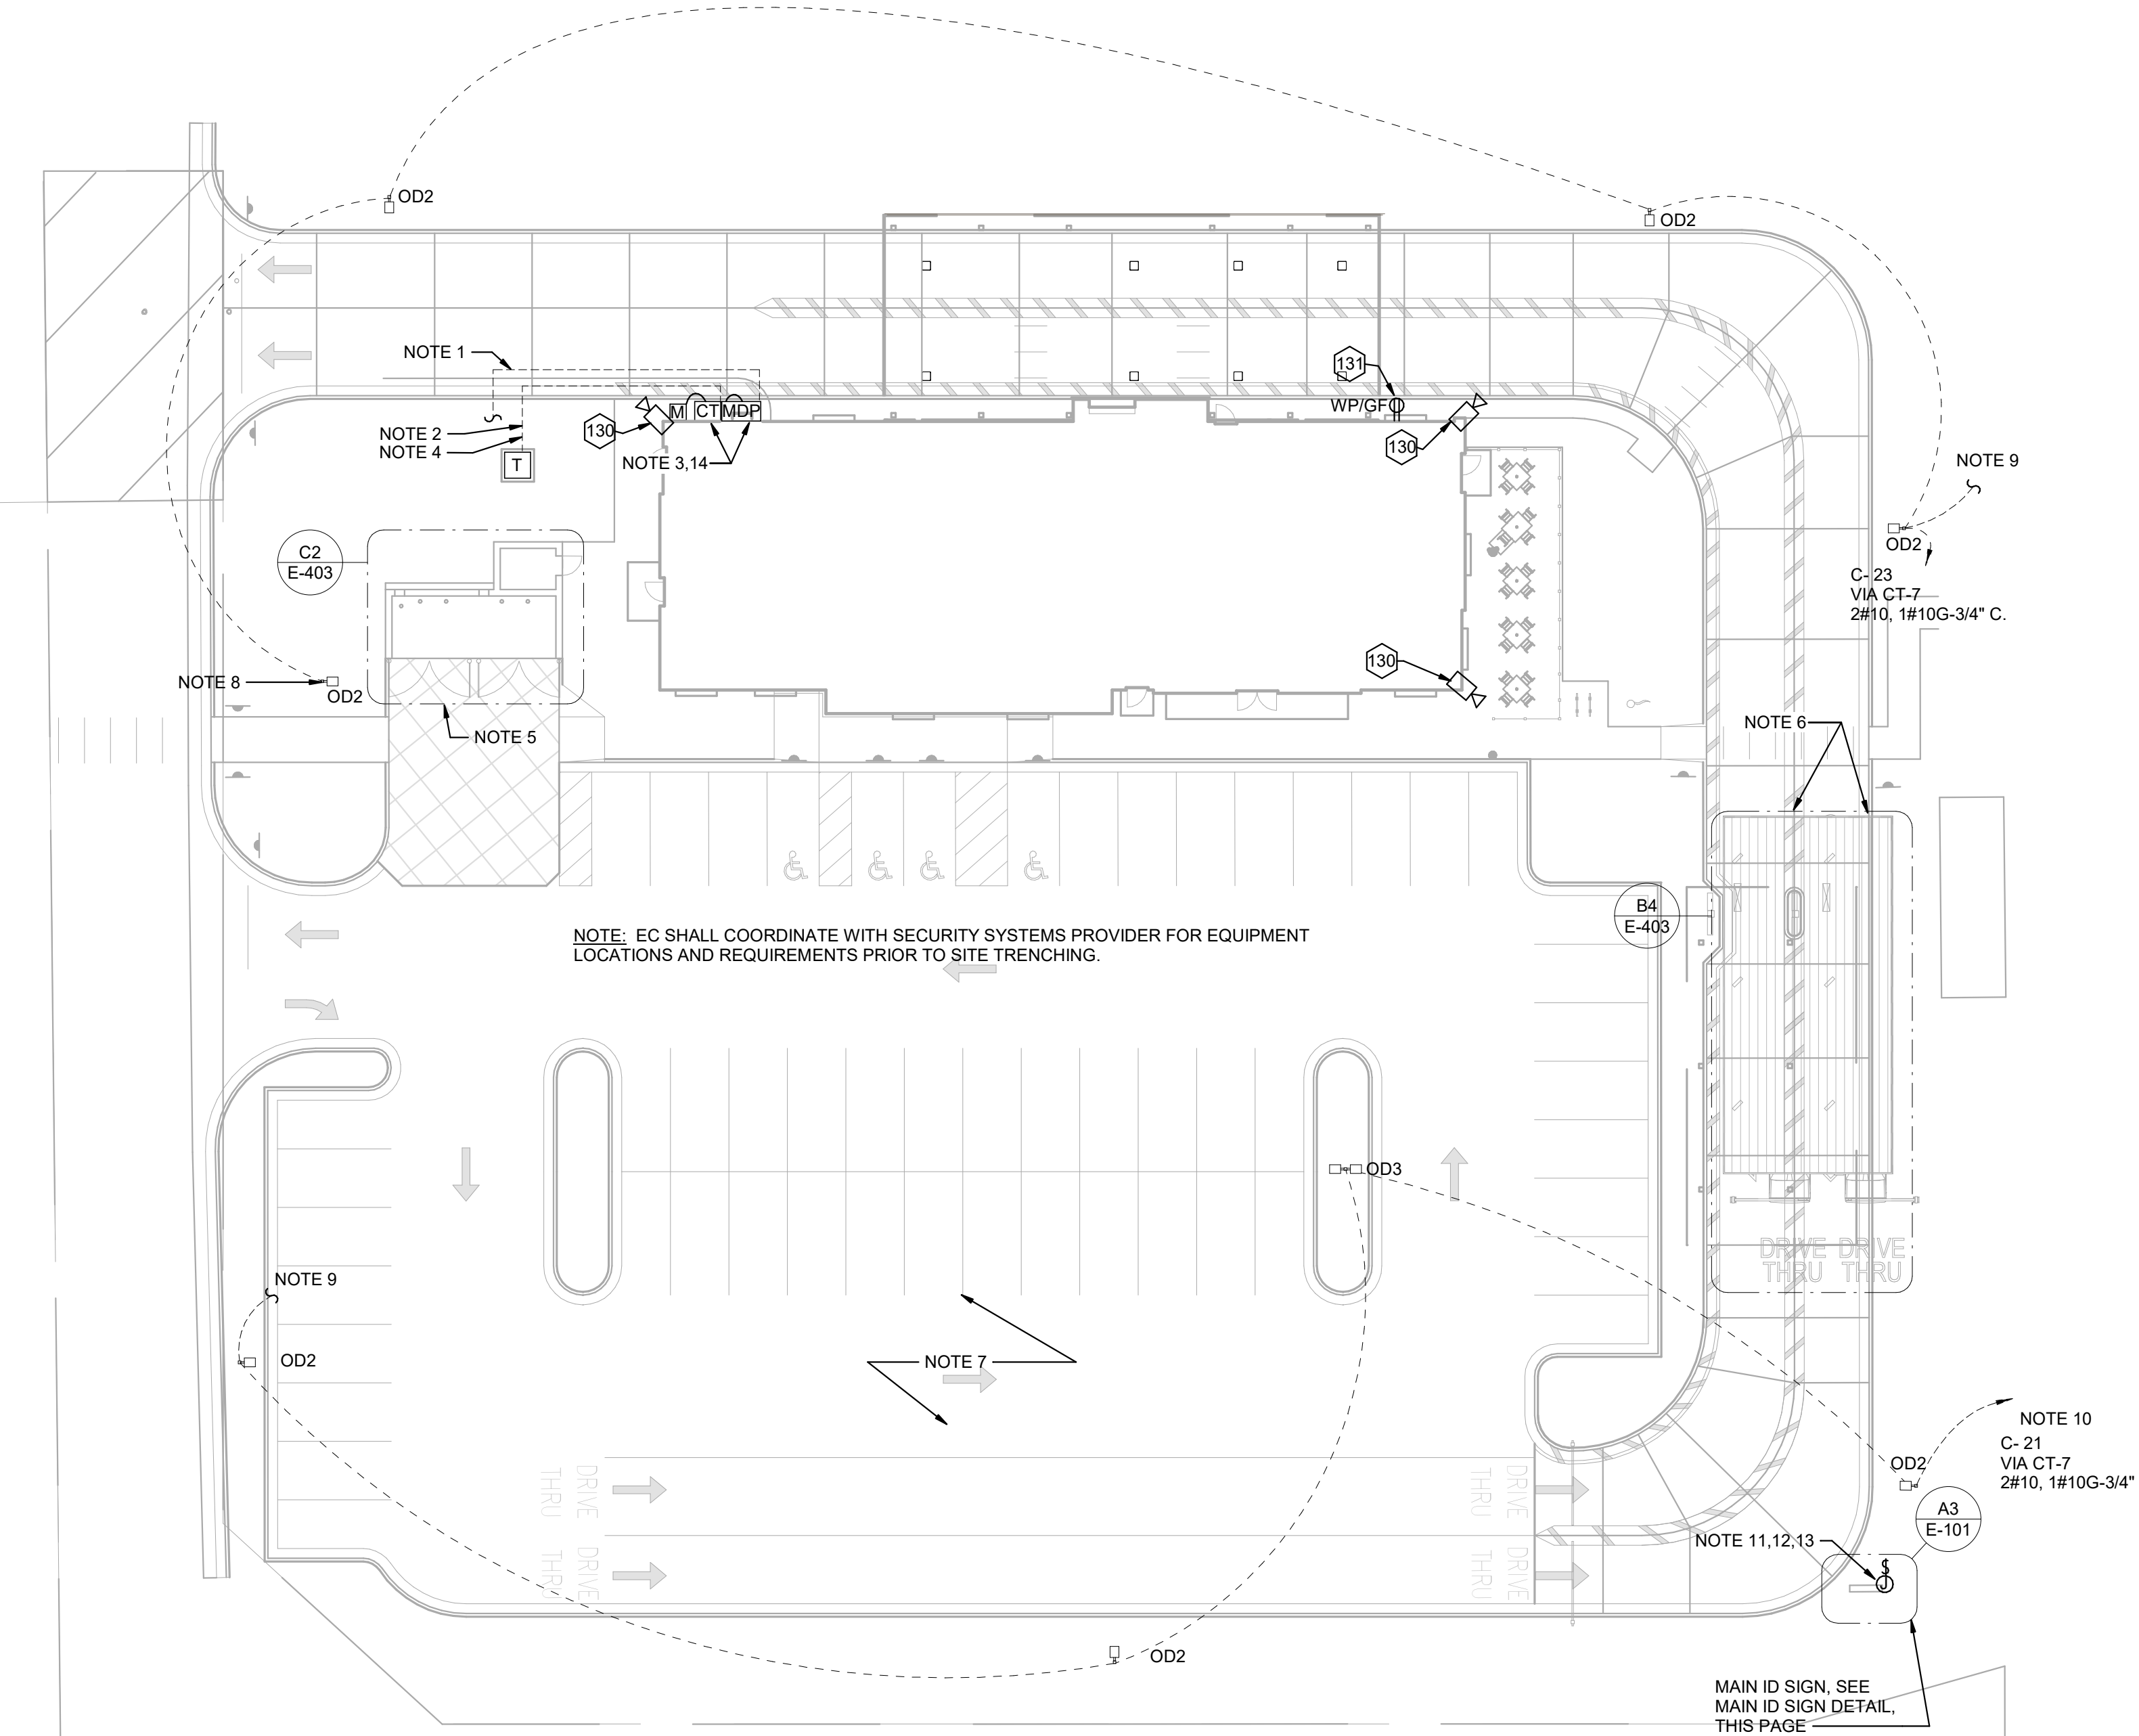 OD2
OD2
NOTE 1
131
WP/GF
M
CT
MDP
130
NOTE 2
NOTE 4
T
NOTE 3,14
130
NOTE 9
C2
E-403
OD2
C- 23
VIA CT-7
2#10, 1#10G-3/4" C.
130
NOTE 8
OD2
NOTE 5
NOTE 6
B4
E-403
NOTE: EC SHALL COORDINATE WITH SECURITY SYSTEMS PROVIDER FOR EQUIPMENT
LOCATIONS AND REQUIREMENTS PRIOR TO SITE TRENCHING.
OD3
DRIVE
THRU
DRIVE
THRU
NOTE 9
OD2
NOTE 7
NOTE 10
C- 21
VIA CT-7
2#10, 1#10G-3/4"
OD2
DRIVE
THRU
DRIVE
THRU
A3
E-101
NOTE 11,12,13
J
$
DRIVE
THRU
DRIVE
THRU
OD2
MAIN ID SIGN, SEE
MAIN ID SIGN DETAIL,
THIS PAGE